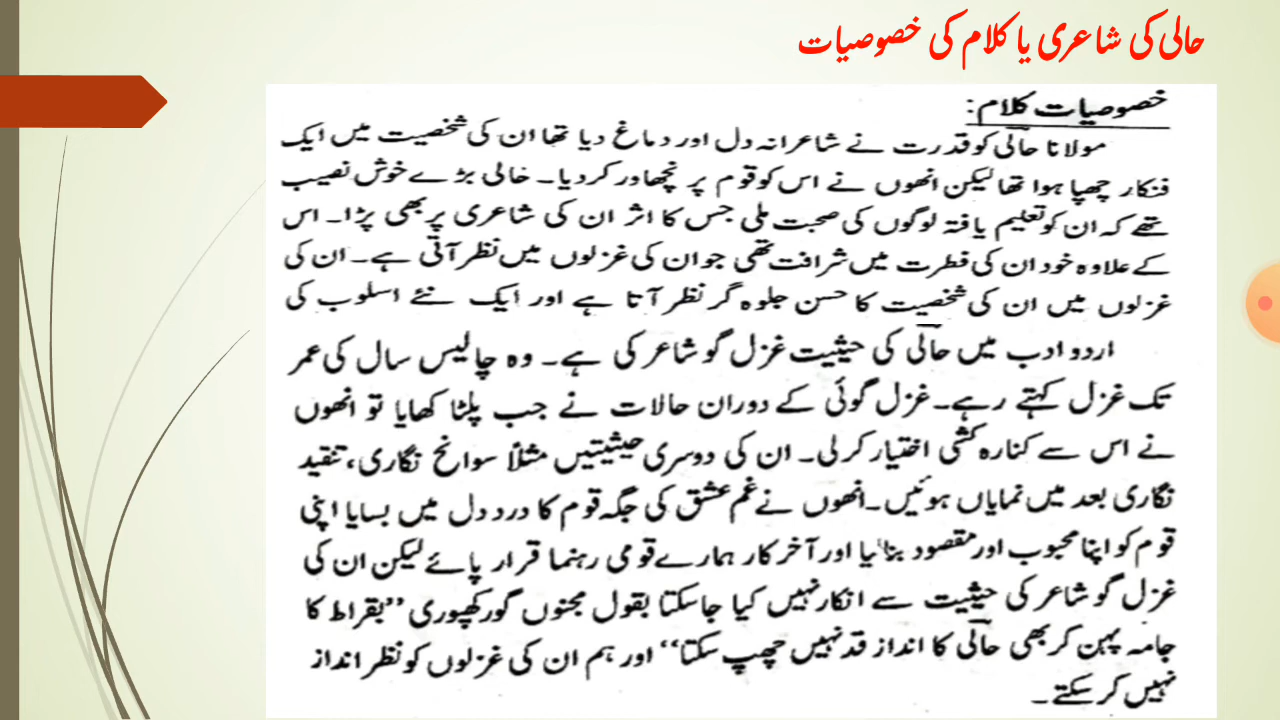 حالی کی شاعری یا کلام کی خصوصیات
خصوصیات کلام:
مولانا حالیؔ کو قدرت نے شاعرانہ دل اور دماغ دیا تھا ان کی شخصیت میں ایک
فنکار چھپا ہوا تھا لیکن انھوں نے اس کو قوم پر نچھاور کر دیا۔ حالی بڑے خوش نصیب
تھے کہ ان کو تعلیم یافتہ لوگوں کی صحبت ملی جس کا اثر ان کی شاعری پر بھی پڑا۔ اس
کے علاوہ خود ان کی فطرت میں شرافت تھی جو ان کی غزلوں میں نظر آتی ہے۔ ان کی
غزلوں میں ان کی شخصیت کا حسن جلوہ گر نظر آتا ہے اور ایک نئے اسلوب کی
اردو ادب میں حالیؔ کی حیثیت غزل گو شاعر کی ہے۔ وہ چالیس سال کی عمر
تک غزل کہتے رہے۔ غزل گوئی کے دوران حالات نے جب پلٹا کھایا تو انھوں
نے اس سے کنارہ کشی اختیار کرلی۔ ان کی دوسری حیثیتیں مثلاً سوانح نگاری، تنقید
نگاری بعد میں نمایاں ہوئیں۔ انھوں نے غم عشق کی جگہ قوم کا درد دل میں بسایا اپنی
قوم کو اپنا محبوب اور مقصود بنالیا اور آخر کار ہمارے قومی رہنما قرار پائے لیکن ان کی
غزل گو شاعر کی حیثیت سے انکار نہیں کیا جاسکتا بقول مجنوں گورکھپوری ”بقراط کا
جامہ پہن کر بھی حالیؔ کا انداز قد نہیں چھپ سکتا“ اور ہم ان کی غزلوں کو نظر انداز
نہیں کر سکتے۔